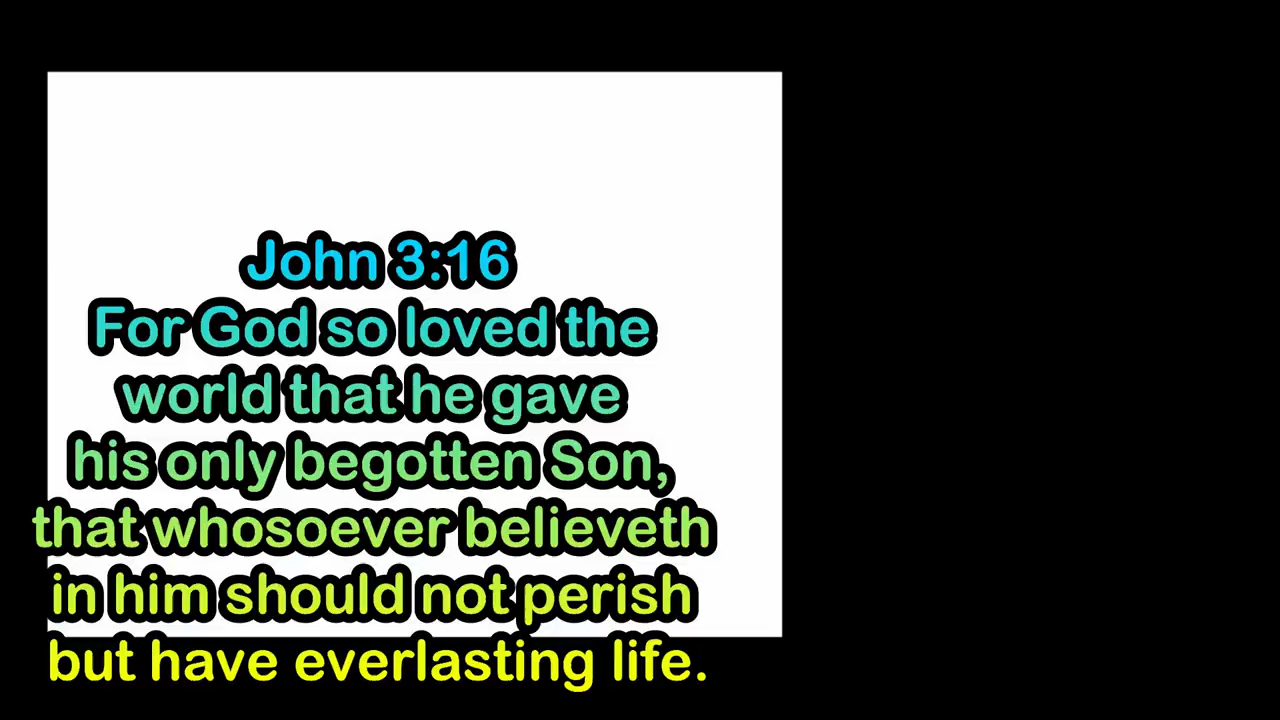 John 3:16
For God so loved the
world that he gave
his only begotten Son,
that whosoever believeth
in him should not perish
but have everlasting life.